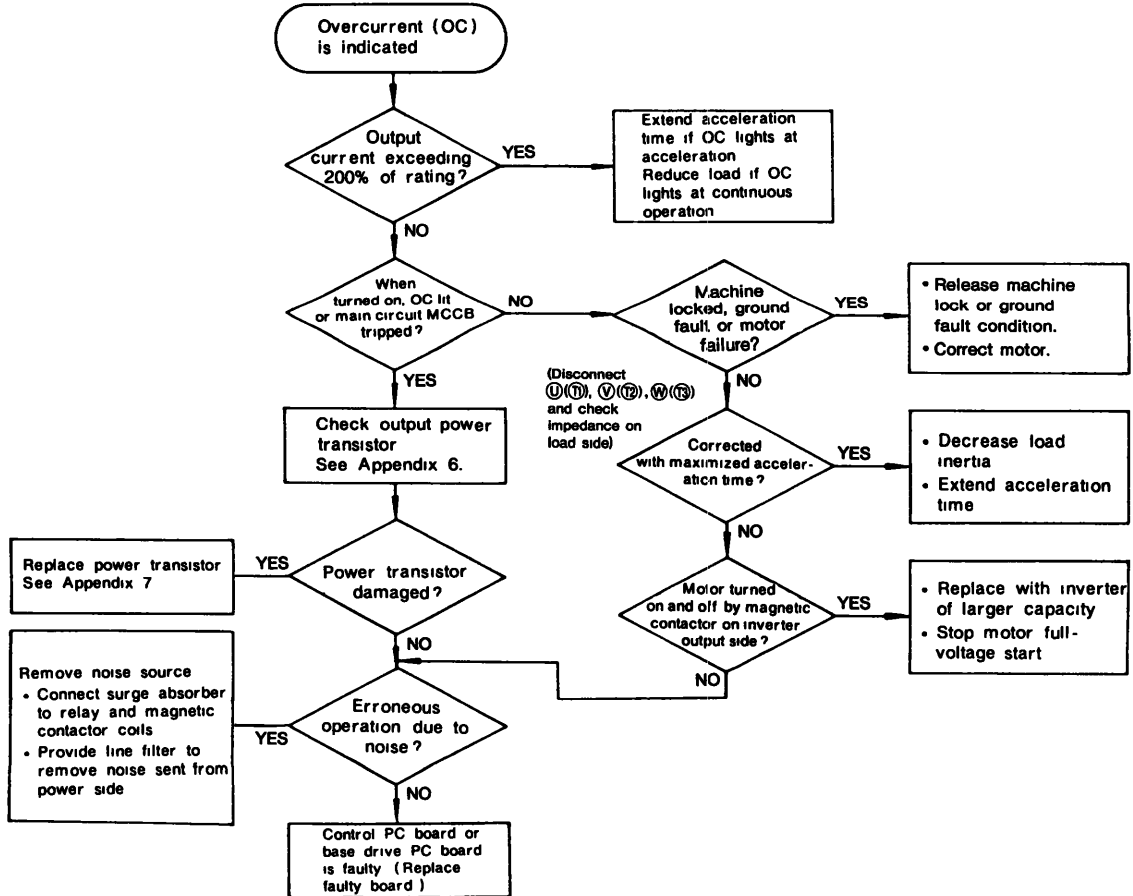 Overcurrent (OC)
is indicated
Output
current exceeding
200% of rating?
YES
Extend acceleration
time if OC lights at
acceleration
Reduce load if OC
lights at continuous
operation
NO
When
turned on, OC lit
or main circuit MCCB
tripped?
NO
Machine
locked, ground
fault, or motor
failure?
YES
• Release machine
lock or ground
fault condition.
• Correct motor.
YES
(Disconnect
Ⓤ(T1), Ⓥ(T2), Ⓦ(T3)
and check
impedance on
load side)
NO
Check output power
transistor
See Appendix 6.
Corrected
with maximized acceler-
ation time?
YES
• Decrease load
inertia
• Extend acceleration
time
NO
Replace power transistor
See Appendix 7
YES
Power transistor
damaged?
Motor turned
on and off by magnetic
contactor on inverter
output side?
YES
• Replace with inverter
of larger capacity
• Stop motor full-
voltage start
NO
NO
Remove noise source
• Connect surge absorber
to relay and magnetic
contactor coils
• Provide line filter to
remove noise sent from
power side
YES
Erroneous
operation due to
noise?
NO
Control PC board or
base drive PC board
is faulty (Replace
faulty board)